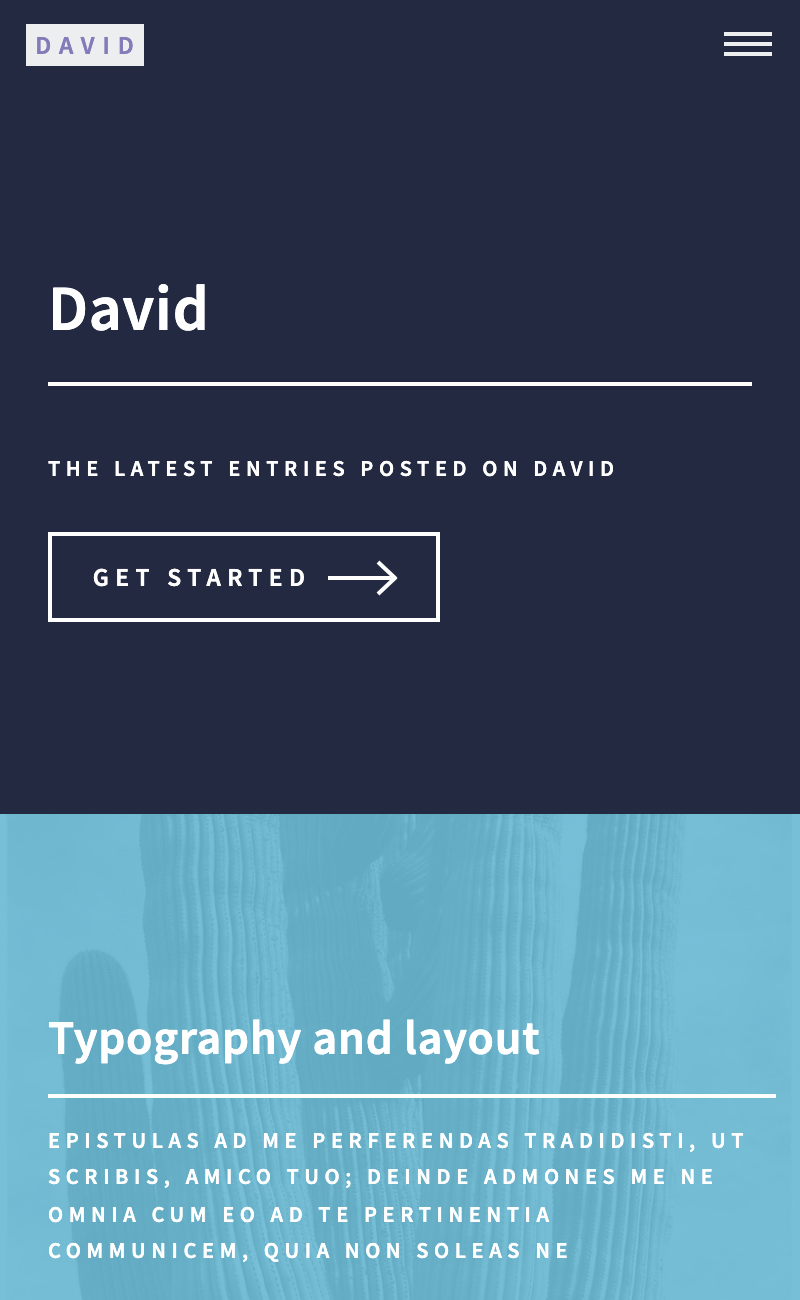 DAVID
David
THE LATEST ENTRIES POSTED ON DAVID
GET STARTED
Typography and layout
EPISTULAS AD ME PERFERENDAS TRADIDISTI, UT
SCRIBIS, AMICO TUO; DEINDE ADMONES ME NE
OMNIA CUM EO AD TE PERTINENTIA
COMMUNICEM, QUIA NON SOLEAS NE